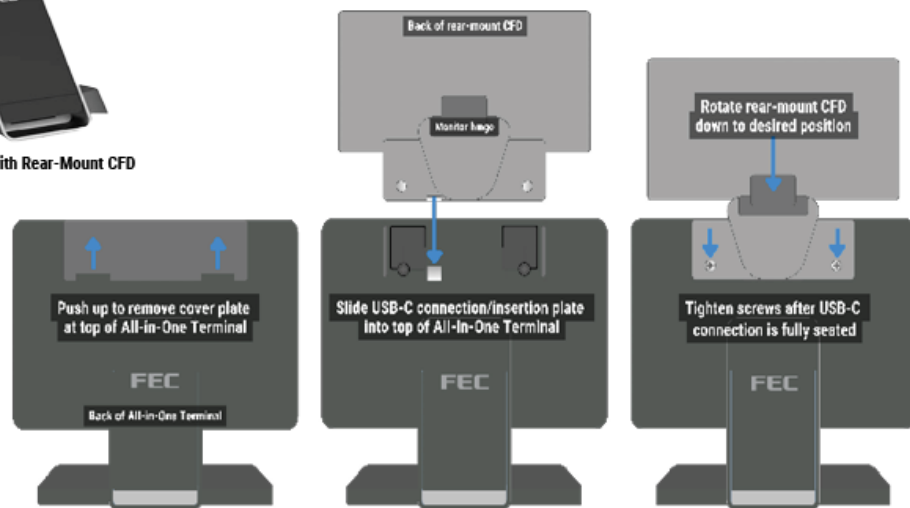 ith Rear-Mount CFD
Push up to remove cover plate
at top of All-in-One Terminal
FEC
Back of All-in-One Terminal
Back of rear-mount CFD
Monitor hinge
Slide USB-C connection/insertion plate
into top of All-In-One Terminal
FEC
Rotate rear-mount CFD
down to desired position
Tighten screws after USB-C
connection is fully seated
FEC